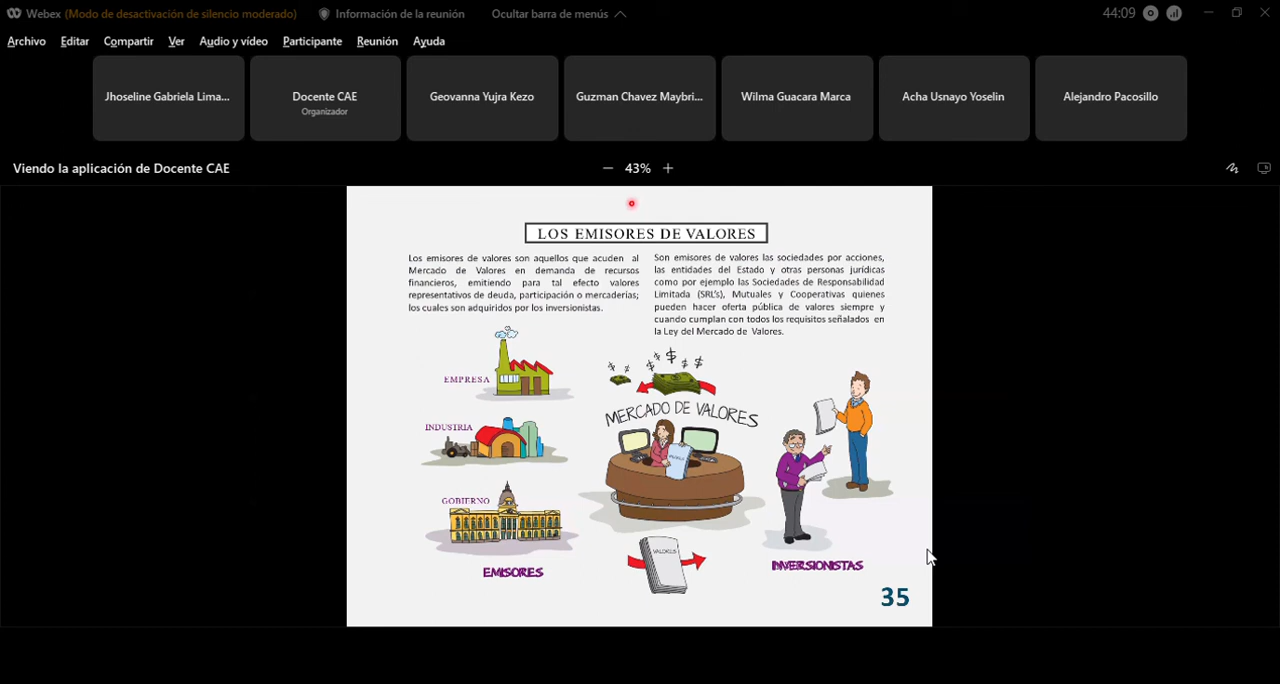 Webex (Modo de desactivación de silencio moderado) Información de la reunión Ocultar barra de menús 44:09
Archivo Editar Compartir Ver Audio y vídeo Participante Reunión Ayuda
Jhoseline Gabriela Lima...
Docente CAE
Organizador
Geovanna Yujra Kezo
Guzman Chavez Maybri...
Wilma Guacara Marca
Acha Usnayo Yoselin
Alejandro Pacosillo
Viendo la aplicación de Docente CAE
− 43% +
LOS EMISORES DE VALORES
Los emisores de valores son aquellos que acuden al
Mercado de Valores en demanda de recursos
financieros, emitiendo para tal efecto valores
representativos de deuda, participación o mercaderías;
los cuales son adquiridos por los inversionistas.
Son emisores de valores las sociedades por acciones,
las entidades del Estado y otras personas jurídicas
como por ejemplo las Sociedades de Responsabilidad
Limitada (SRL's), Mutuales y Cooperativas quienes
pueden hacer oferta pública de valores siempre y
cuando cumplan con todos los requisitos señalados en
la Ley del Mercado de Valores.
EMPRESA
INDUSTRIA
GOBIERNO
EMISORES
$ $ $ $ $ $ $
MERCADO DE VALORES
VALORES
INVERSIONISTAS
35